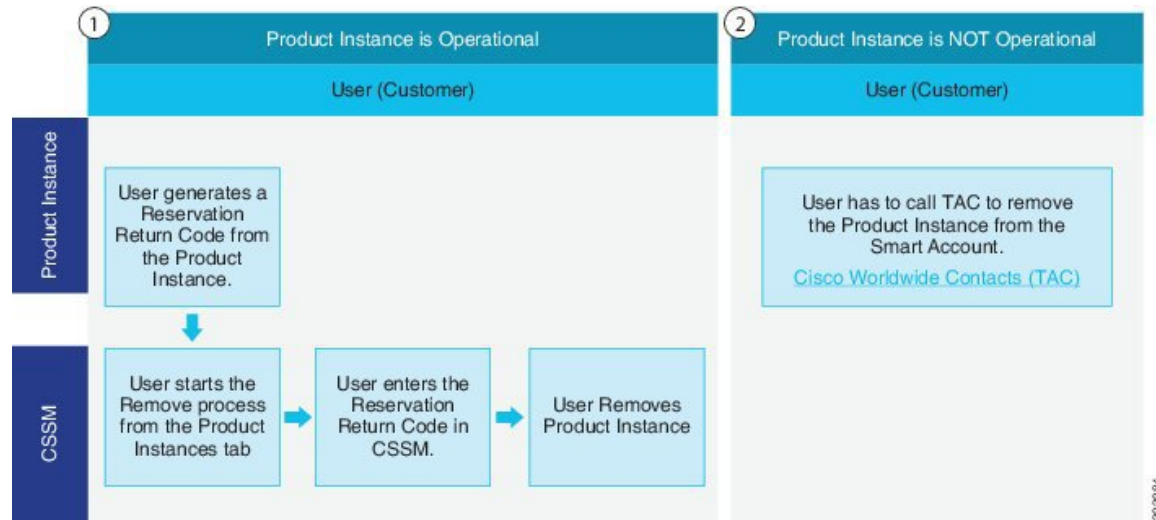 1
Product Instance is Operational
User (Customer)
2
Product Instance is NOT Operational
User (Customer)
Product Instance
User generates a
Reservation
Return Code from
the Product
Instance.
User has to call TAC to remove
the Product Instance from the
Smart Account.
Cisco Worldwide Contacts (TAC)
CSSM
User starts the
Remove process
from the Product
Instances tab
User enters the
Reservation
Return Code in
CSSM.
User Removes
Product Instance